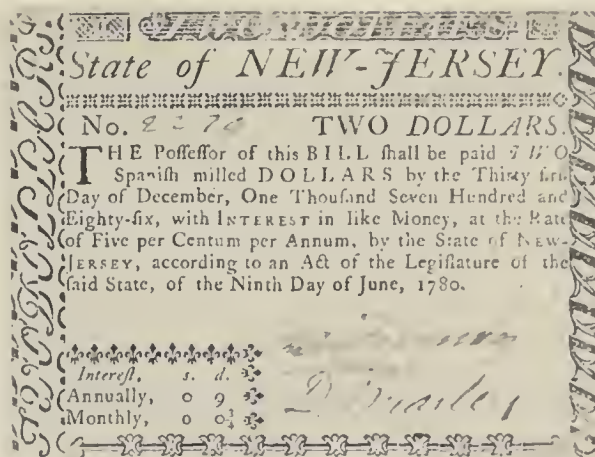 State of NEW-JERSEY.
No. 2270 TWO DOLLARS.
THE Poſſeſſor of this BILL ſhall be paid TWO
Spaniſh milled DOLLARS by the Thirty firſt
Day of December, One Thouſand Seven Hundred and
Eighty-ſix, with INTEREST in like Money, at the Rate
of Five per Centum per Annum, by the State of NEW-
JERSEY, according to an Act of the Legiſlature of the
ſaid State, of the Ninth Day of June, 1780.
Intereſt, s. d.
Annually, 0 9
Monthly, 0 0¾